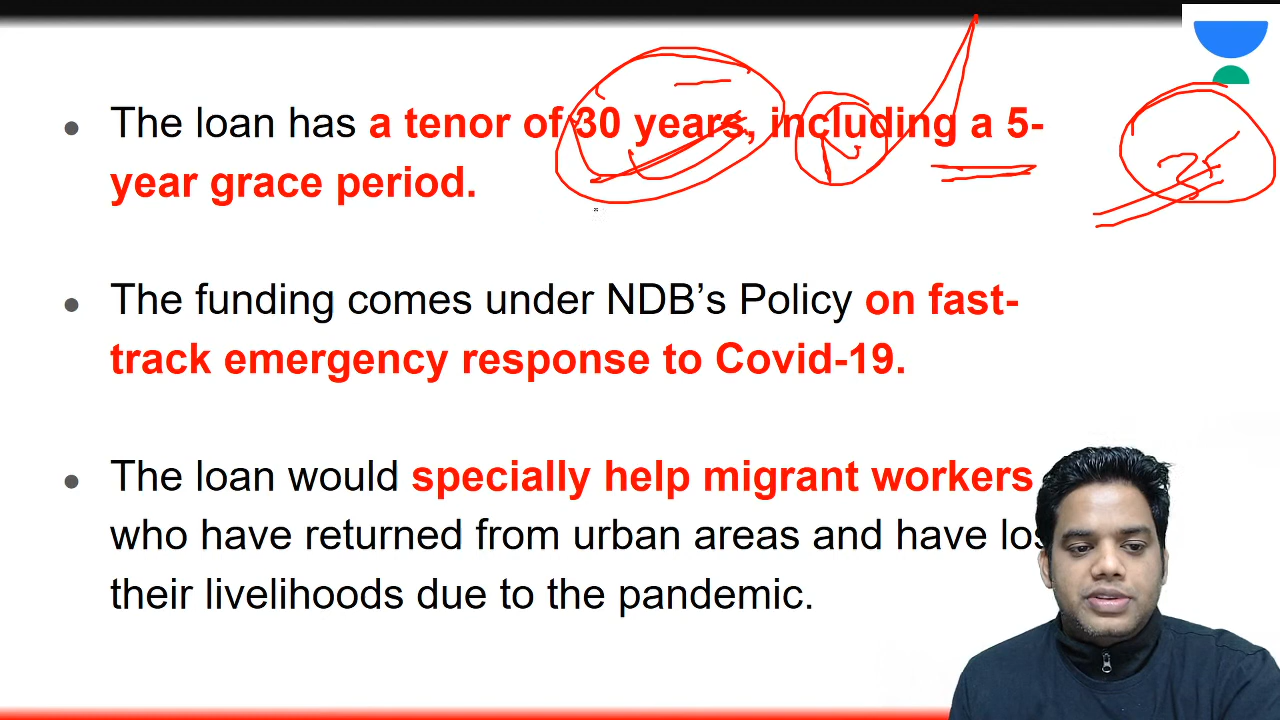 The loan has a tenor of 30 years, including a 5-
year grace period.
The funding comes under NDB’s Policy on fast-
track emergency response to Covid-19.
The loan would specially help migrant workers
who have returned from urban areas and have
their livelihoods due to the pandemic.